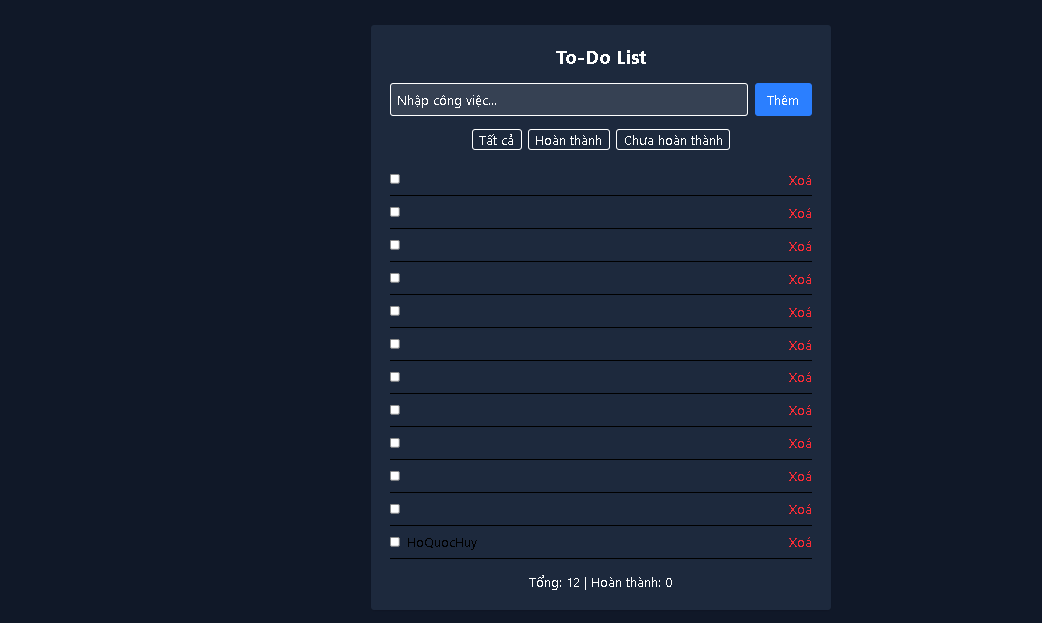 To-Do List
Nhập công việc...
Thêm
Tất cả
Hoàn thành
Chưa hoàn thành
Xoá
Xoá
Xoá
Xoá
Xoá
Xoá
Xoá
Xoá
Xoá
Xoá
Xoá
HoQuocHuy
Xoá
Tổng: 12 | Hoàn thành: 0